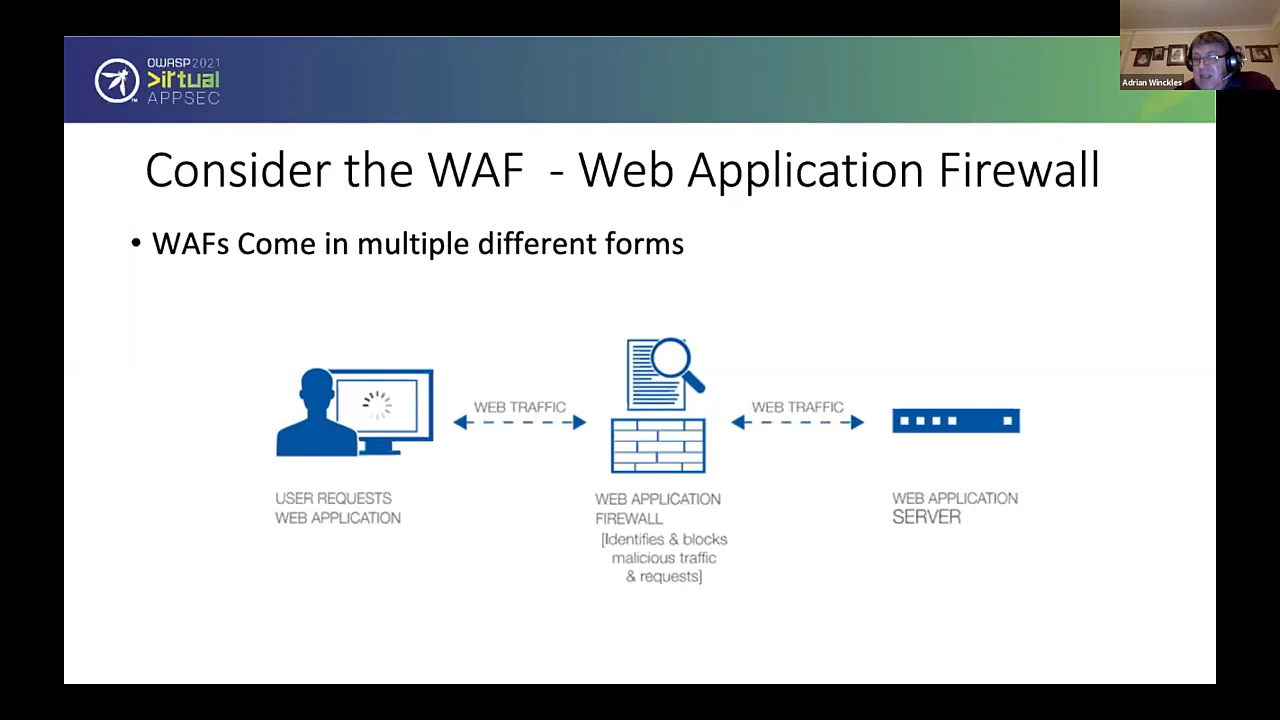 OWASP 2021
Virtual
APPSEC
Adrian Winckles
Consider the WAF - Web Application Firewall
• WAFs Come in multiple different forms
WEB TRAFFIC
WEB TRAFFIC
USER REQUESTS
WEB APPLICATION
WEB APPLICATION
FIREWALL
[Identifies & blocks
malicious traffic
& requests]
WEB APPLICATION
SERVER